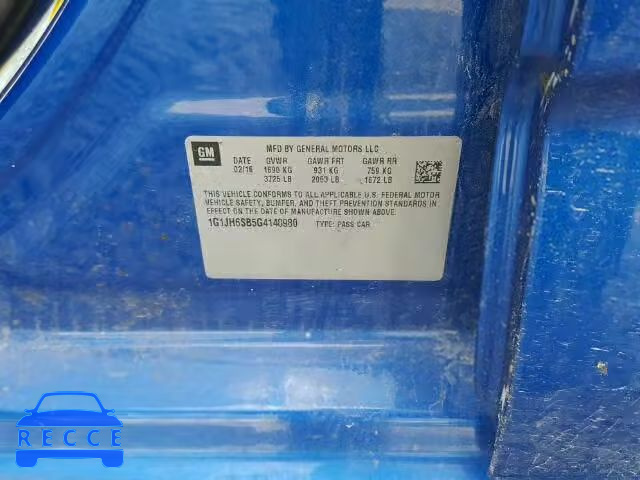 GM
MFD BY GENERAL MOTORS LLC
DATE GVWR GAWR FRT GAWR RR
02/16 1690 KG 931 KG 759 KG
3725 LB 2053 LB 1672 LB
THIS VEHICLE CONFORMS TO ALL APPLICABLE U.S. FEDERAL MOTOR
VEHICLE SAFETY, BUMPER, AND THEFT PREVENTION STANDARDS IN
EFFECT ON THE DATE OF MANUFACTURE SHOWN ABOVE.
1G1JH6SB5G4140980 TYPE: PASS CAR
RECCE